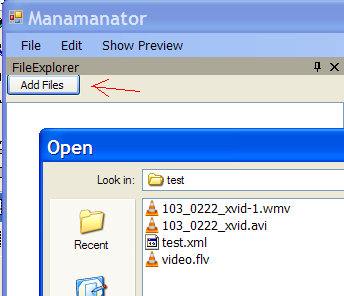 Manamanator
File Edit Show Preview
FileExplorer
Add Files
Open
Look in: test
103_0222_xvid-1.wmv
103_0222_xvid.avi
test.xml
video.flv
Recent